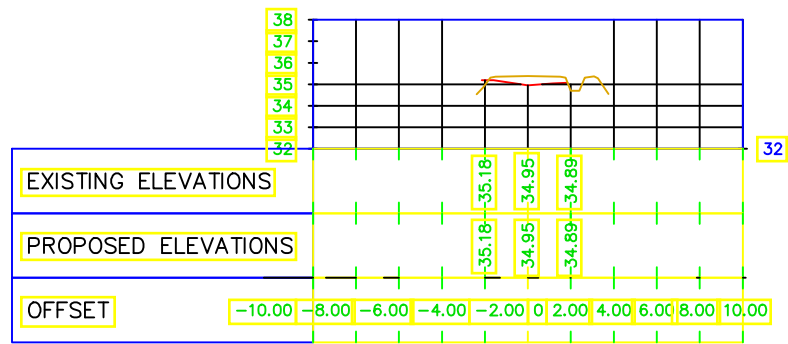 38
37
36
35
34
33
32
32
EXISTING ELEVATIONS -35.18 34.95 -34.89
PROPOSED ELEVATIONS -35.18 34.95 -34.89
OFFSET -10.00 -8.00 -6.00 -4.00 -2.00 0 2.00 4.00 6.00 8.00 10.00